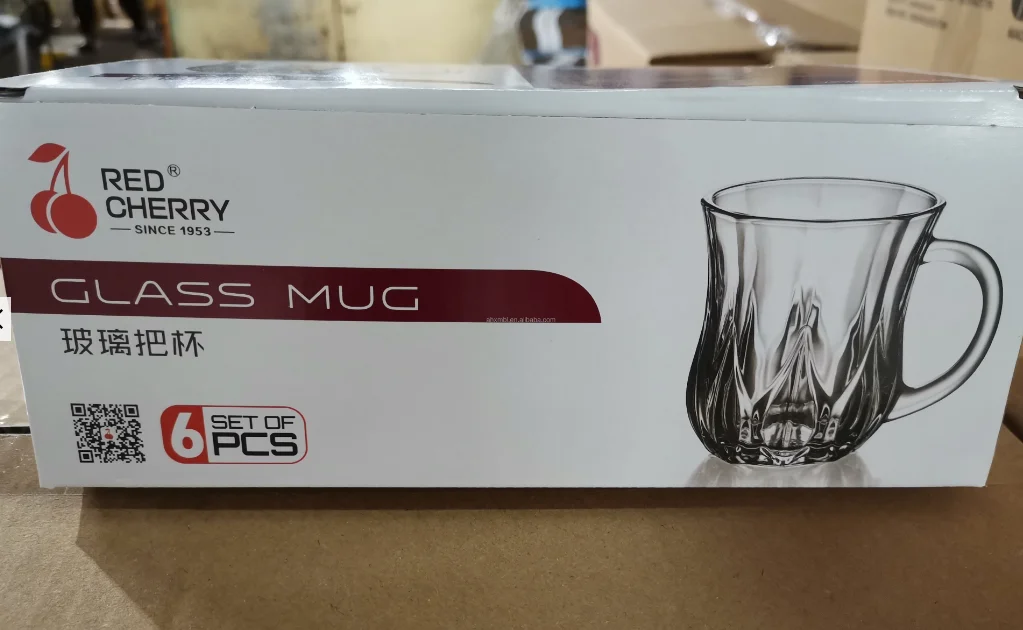 RED®
CHERRY
SINCE 1953
GLASS MUG
玻璃把杯
6 SET OF
PCS